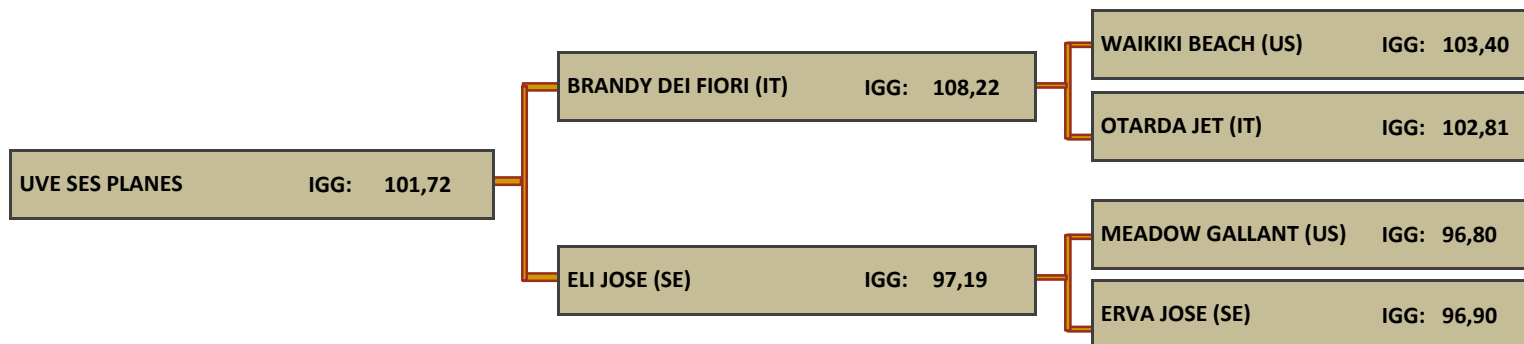 WAIKIKI BEACH (US) IGG: 103,40
BRANDY DEI FIORI (IT) IGG: 108,22
OTARDA JET (IT) IGG: 102,81
UVE SES PLANES IGG: 101,72
MEADOW GALLANT (US) IGG: 96,80
ELI JOSE (SE) IGG: 97,19
ERVA JOSE (SE) IGG: 96,90